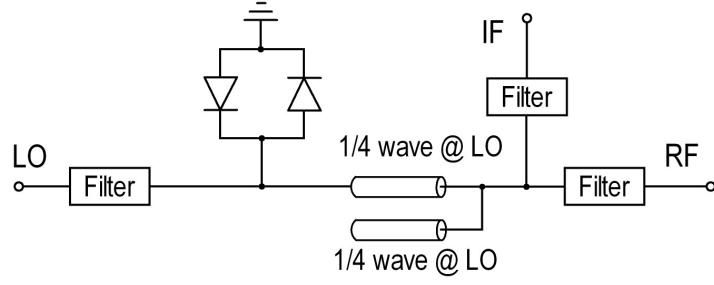 IF
Filter
1/4 wave @ LO
LO
RF
Filter
Filter
1/4 wave @ LO